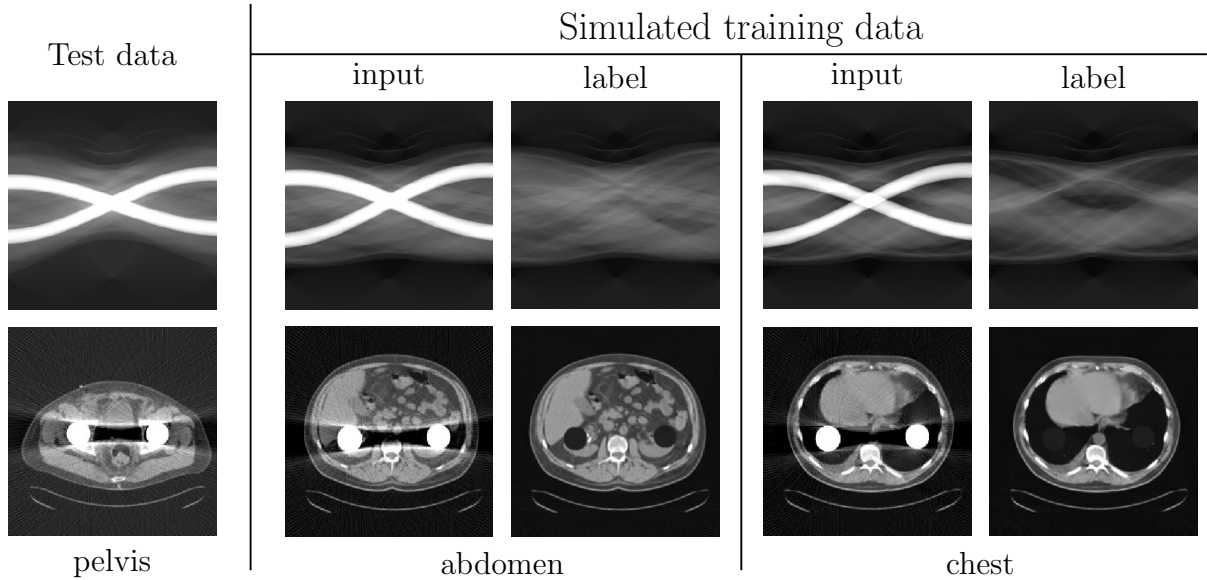 Test data
Simulated training data
input
label
input
label
pelvis
abdomen
chest